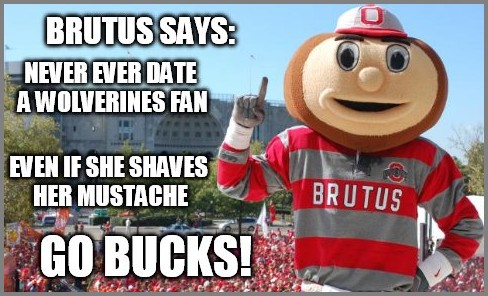 BRUTUS SAYS:
NEVER EVER DATE
A WOLVERINES FAN
EVEN IF SHE SHAVES
HER MUSTACHE
GO BUCKS!
O
BRUTUS